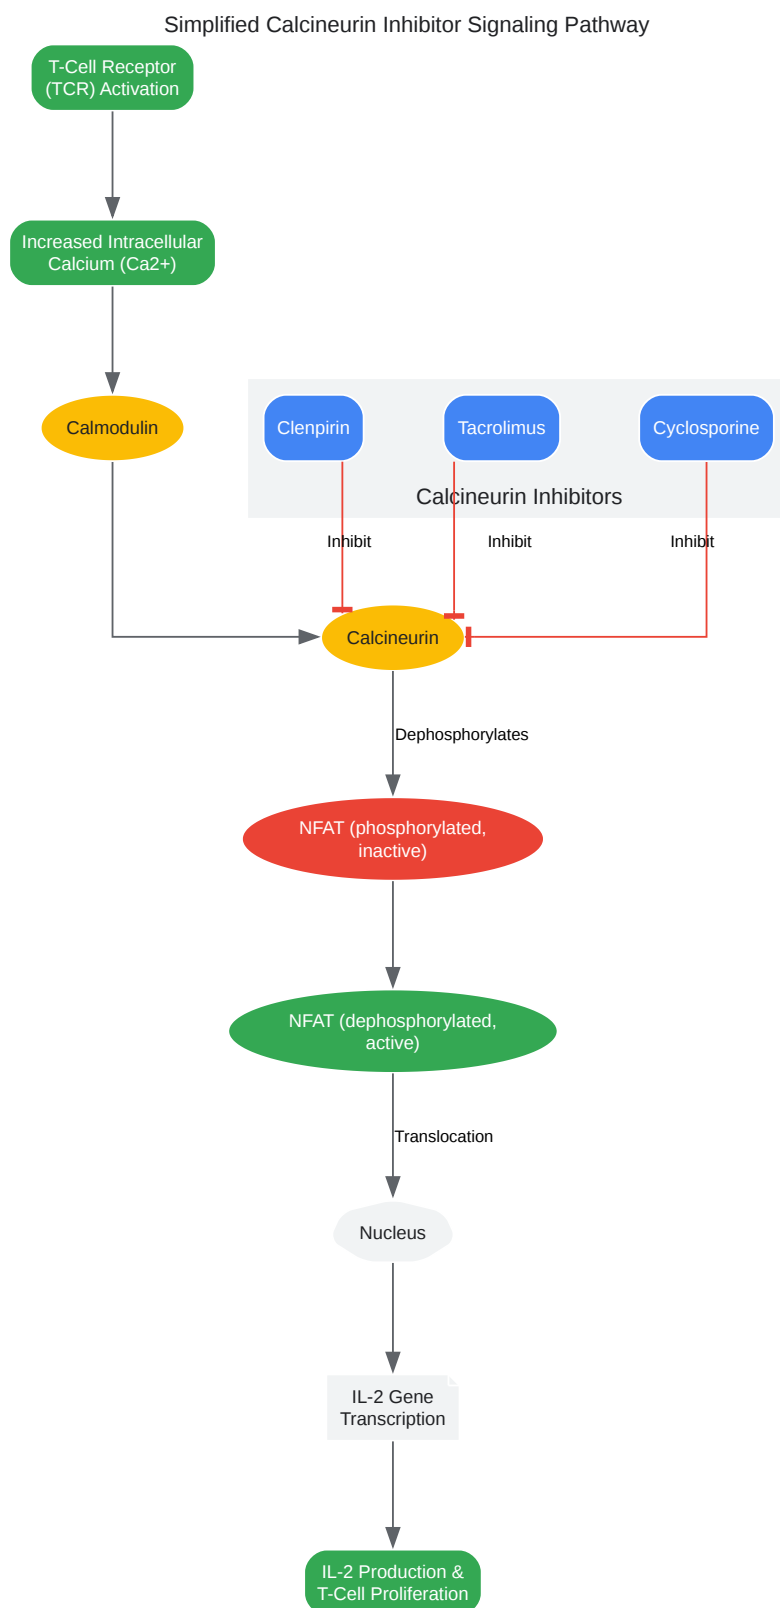 Simplified Calcineurin Inhibitor Signaling Pathway
T-Cell Receptor
(TCR) Activation
Increased Intracellular
Calcium (Ca2+)
Calmodulin
Clenpirin
Tacrolimus
Cyclosporine
Calcineurin Inhibitors
Inhibit
Inhibit
Inhibit
Calcineurin
Dephosphorylates
NFAT (phosphorylated,
inactive)
NFAT (dephosphorylated,
active)
Translocation
Nucleus
IL-2 Gene
Transcription
IL-2 Production &
T-Cell Proliferation